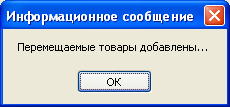 Информационное сообщение
Перемещаемые товары добавлены...
OK